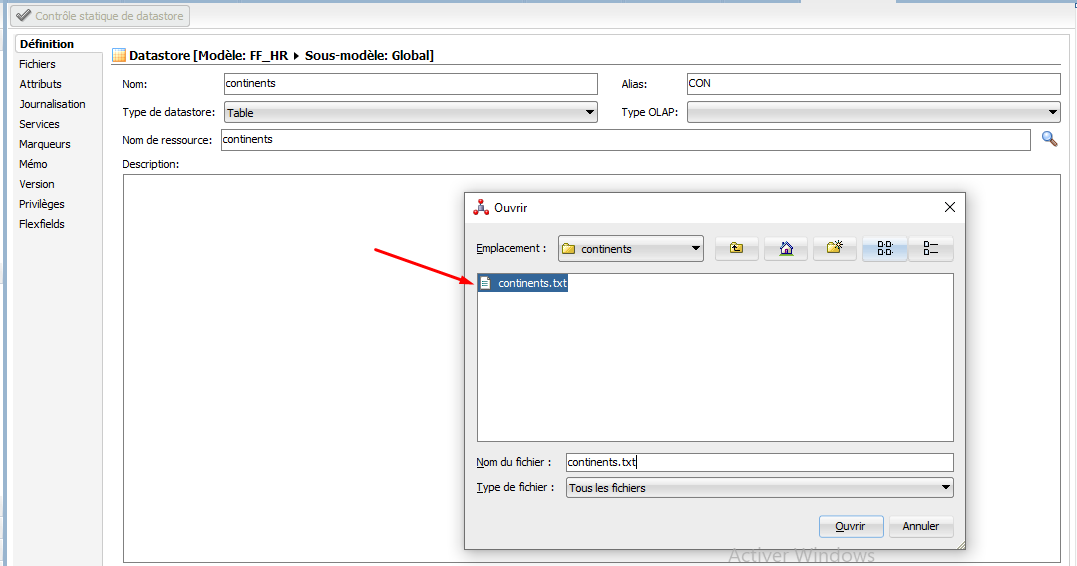 Contrôle statique de datastore
Définition
Fichiers
Attributs
Journalisation
Services
Marqueurs
Mémo
Version
Privilèges
Flexfields
Datastore [Modèle: FF_HR ▸ Sous-modèle: Global]
Nom: continents Alias: CON
Type de datastore: Table Type OLAP:
Nom de ressource: continents
Description:
Ouvrir
Emplacement : continents
continents.txt
Nom du fichier : continents.txt
Type de fichier : Tous les fichiers
Ouvrir Annuler
Activer Windows